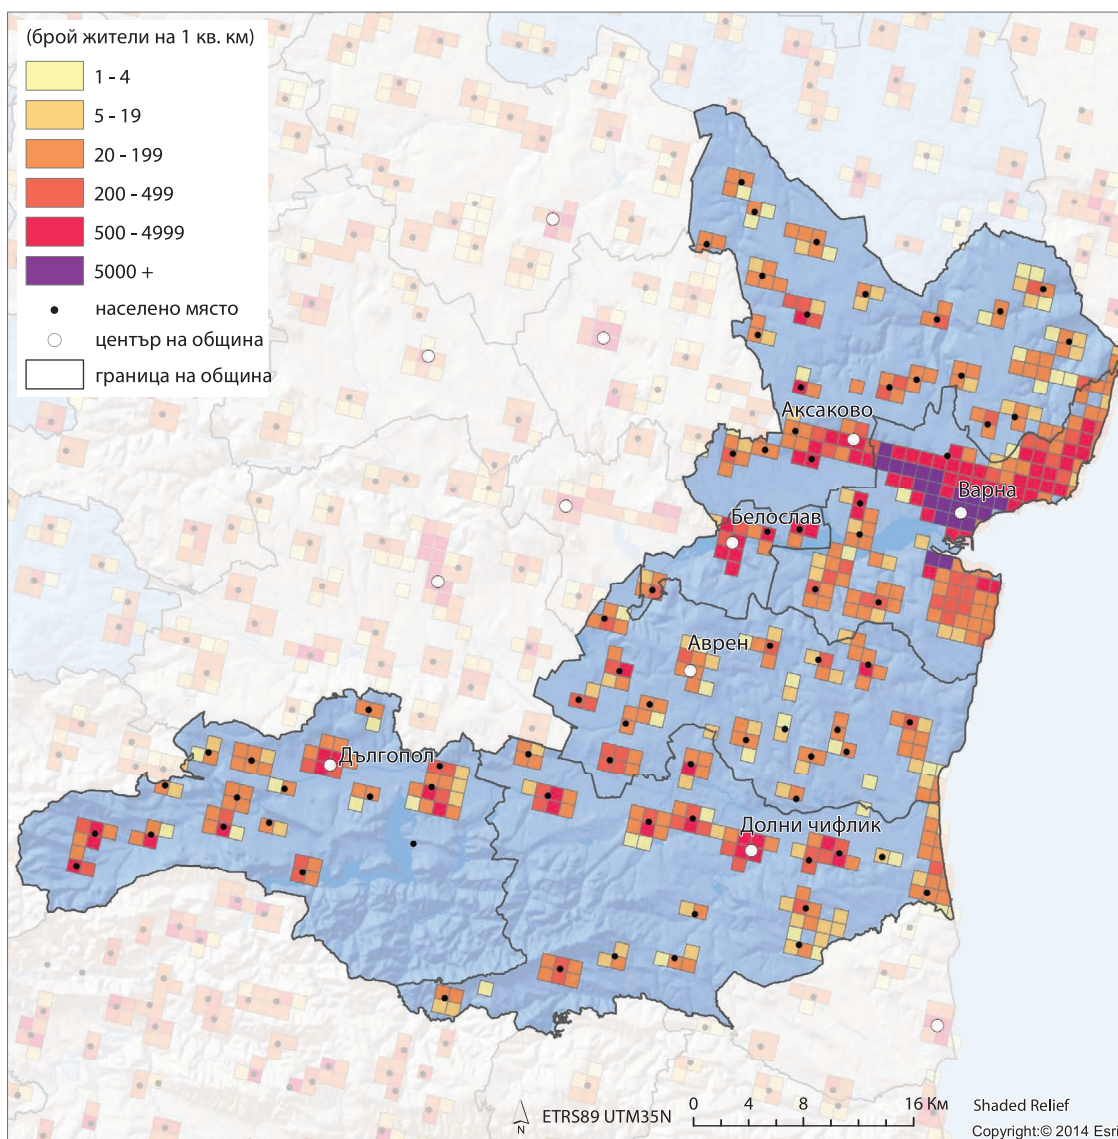 (брой жители на 1 кв. км)
1 - 4
5 - 19
20 - 199
200 - 499
500 - 4999
5000 +
населено място
център на община
граница на община
Аксаково
Варна
Белослав
Аврен
Дългопол
Долни чифлик
N
ETRS89 UTM35N
0 4 8 16 Км
Shaded Relief
Copyright:© 2014 Esri